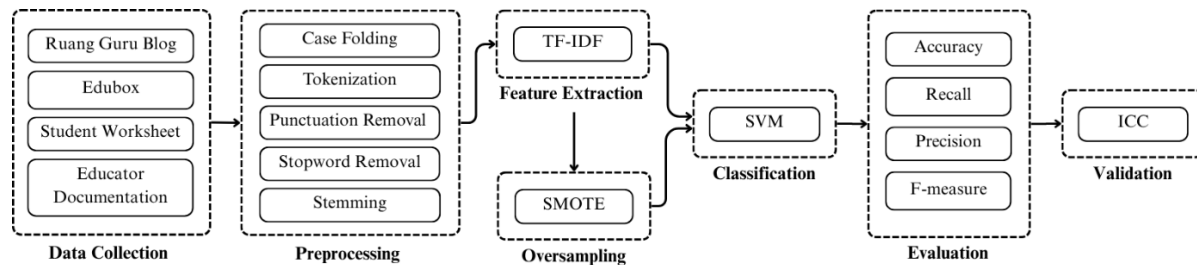 Ruang Guru Blog
Edubox
Student Worksheet
Educator
Documentation
Data Collection
Case Folding
Tokenization
Punctuation Removal
Stopword Removal
Stemming
Preprocessing
TF-IDF
Feature Extraction
SMOTE
Oversampling
SVM
Classification
Accuracy
Recall
Precision
F-measure
Evaluation
ICC
Validation